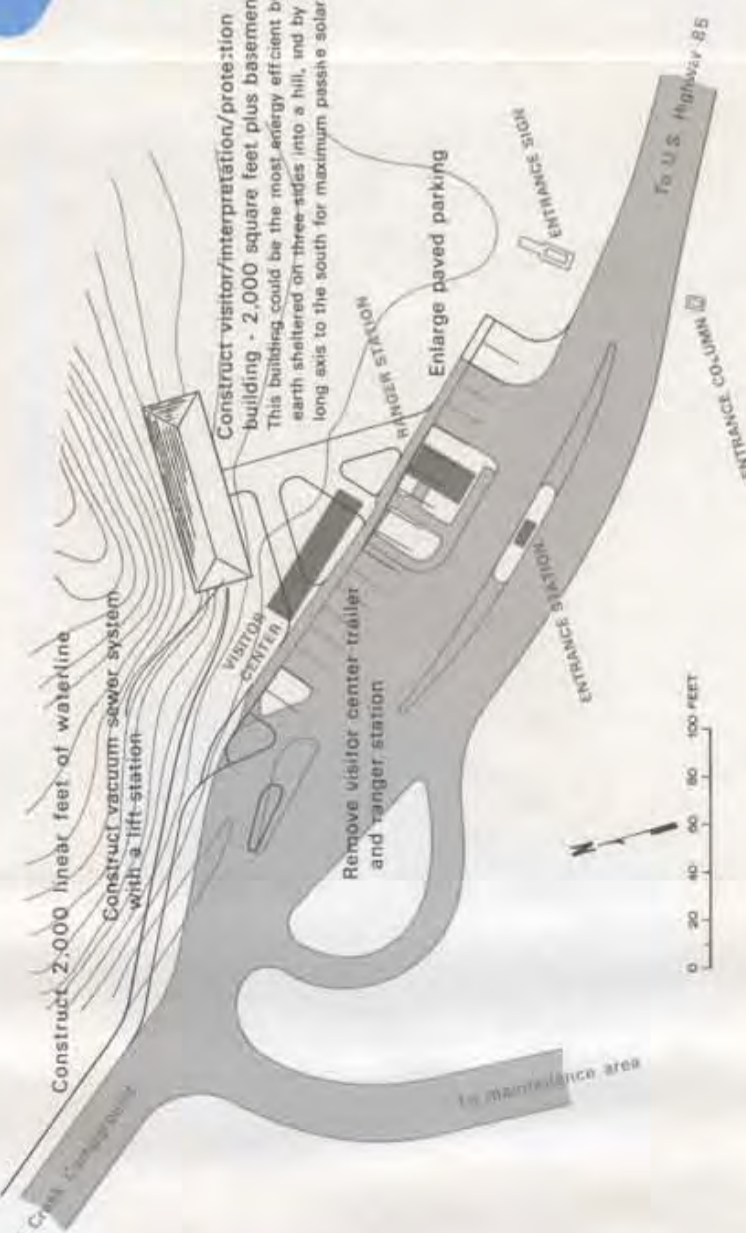 Construct 2,000 linear feet of waterline
Construct vacuum sewer system
with a lift station
Construct visitor/interpretation/protection
building - 2,000 square feet plus basemen
This building could be the most energy efficient b
earth sheltered on three sides into a hill, and by
long axis to the south for maximum passive solar
VISITOR
CENTER
RANGER STATION
Enlarge paved parking
ENTRANCE SIGN
To U.S. Highway 85
ENTRANCE COLUMN
ENTRANCE STATION
Remove visitor center trailer
and ranger station
Creek Campground
To maintenance area
N
0 20 40 60 80 100 FEET